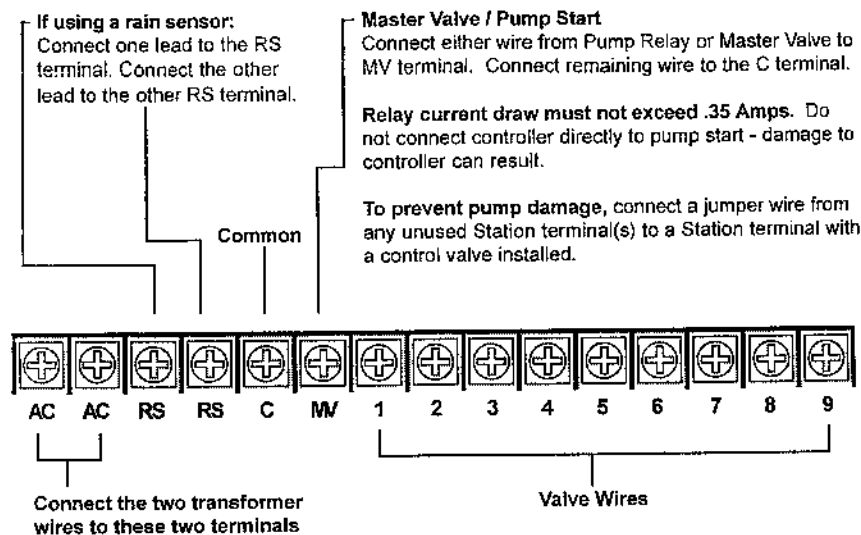 If using a rain sensor:
Connect one lead to the RS
terminal. Connect the other
lead to the other RS terminal.
Master Valve / Pump Start
Connect either wire from Pump Relay or Master Valve to
MV terminal. Connect remaining wire to the C terminal.
Relay current draw must not exceed .35 Amps. Do
not connect controller directly to pump start - damage to
controller can result.
To prevent pump damage, connect a jumper wire from
any unused Station terminal(s) to a Station terminal with
a control valve installed.
Common
AC AC RS RS C MV 1 2 3 4 5 6 7 8 9
Connect the two transformer
wires to these two terminals
Valve Wires